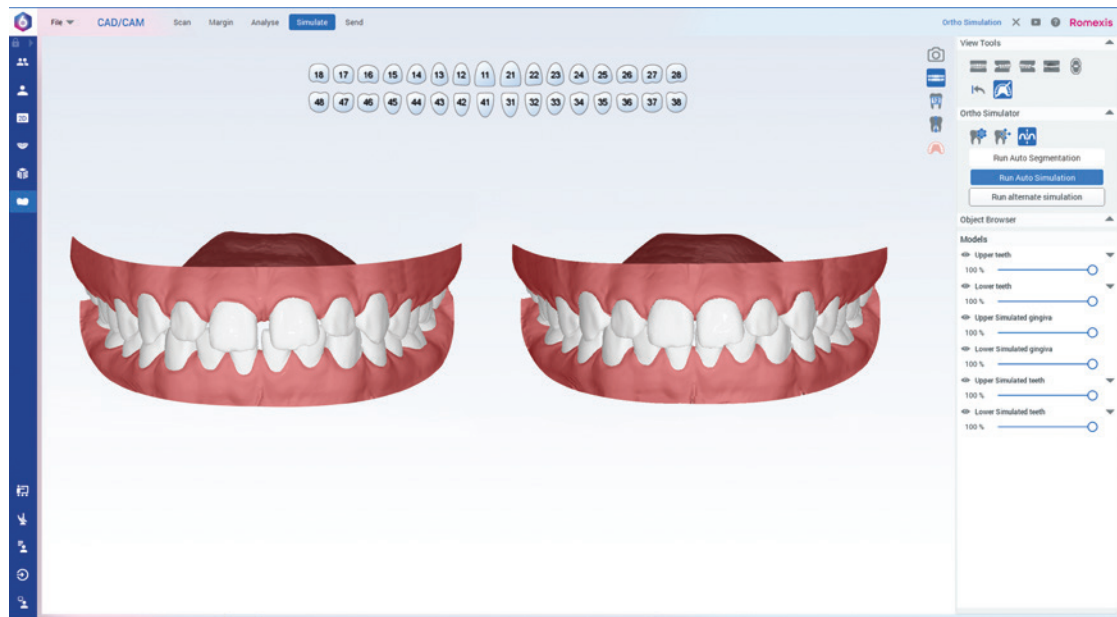 File CAD/CAM Scan Margin Analyse Simulate Send Ortho Simulation Romexis
2D
18 17 16 15 14 13 12 11 21 22 23 24 25 26 27 28
48 47 46 45 44 43 42 41 31 32 33 34 35 36 37 38
View Tools
Ortho Simulator
Run Auto Segmentation
Run Auto Simulation
Run alternate simulation
Object Browser
Models
Upper teeth
100 %
Lower teeth
100 %
Upper Simulated gingiva
100 %
Lower Simulated gingiva
100 %
Upper Simulated teeth
100 %
Lower Simulated teeth
100 %